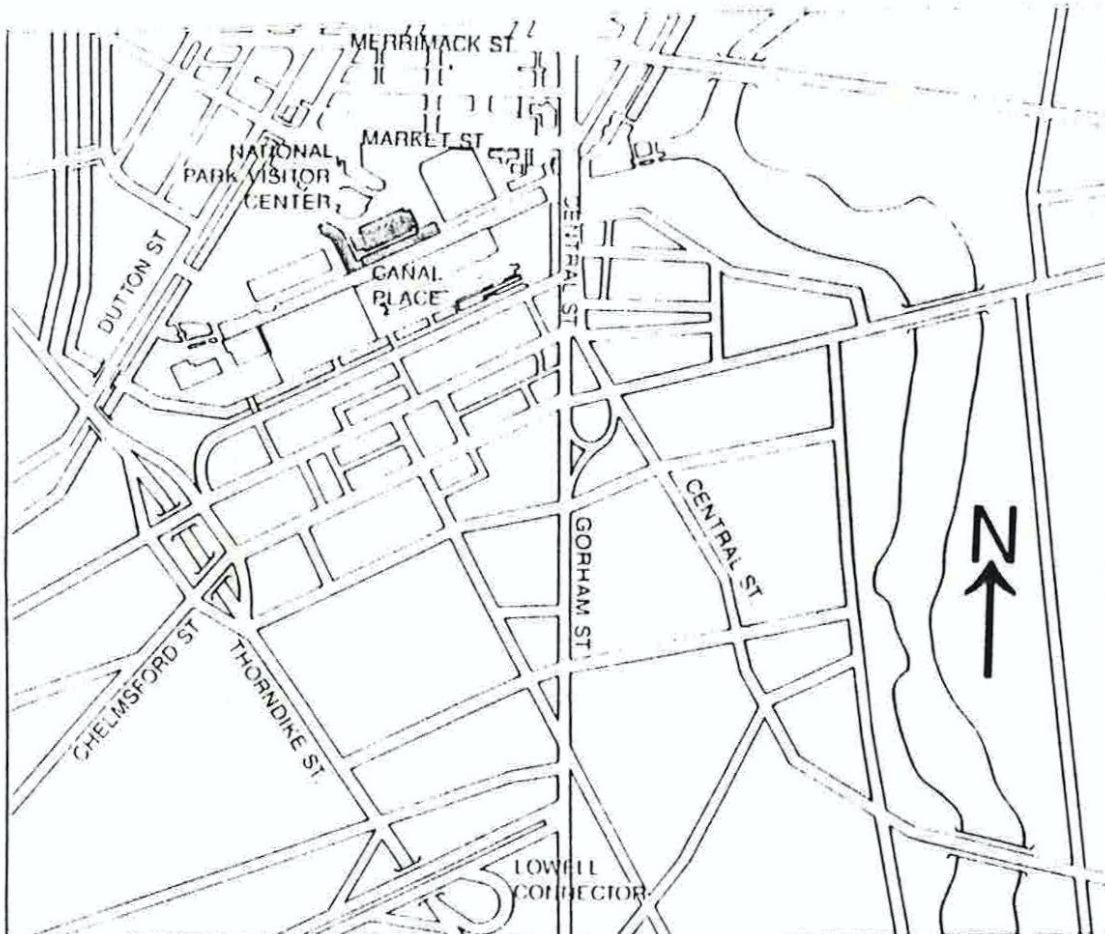 MERRIMACK ST.
MARKET ST.
NATIONAL
PARK VISITOR
CENTER
CENTRAL ST.
DUTTON ST
CANAL
PLACE
CENTRAL ST.
GORHAM ST.
N
CHELMSFORD ST
THORNDIKE ST.
LOWELL
CONNECTOR